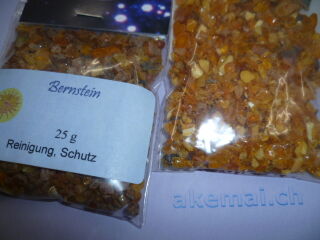 Bernstein
25 g
Reinigung, Schutz
akemai.ch